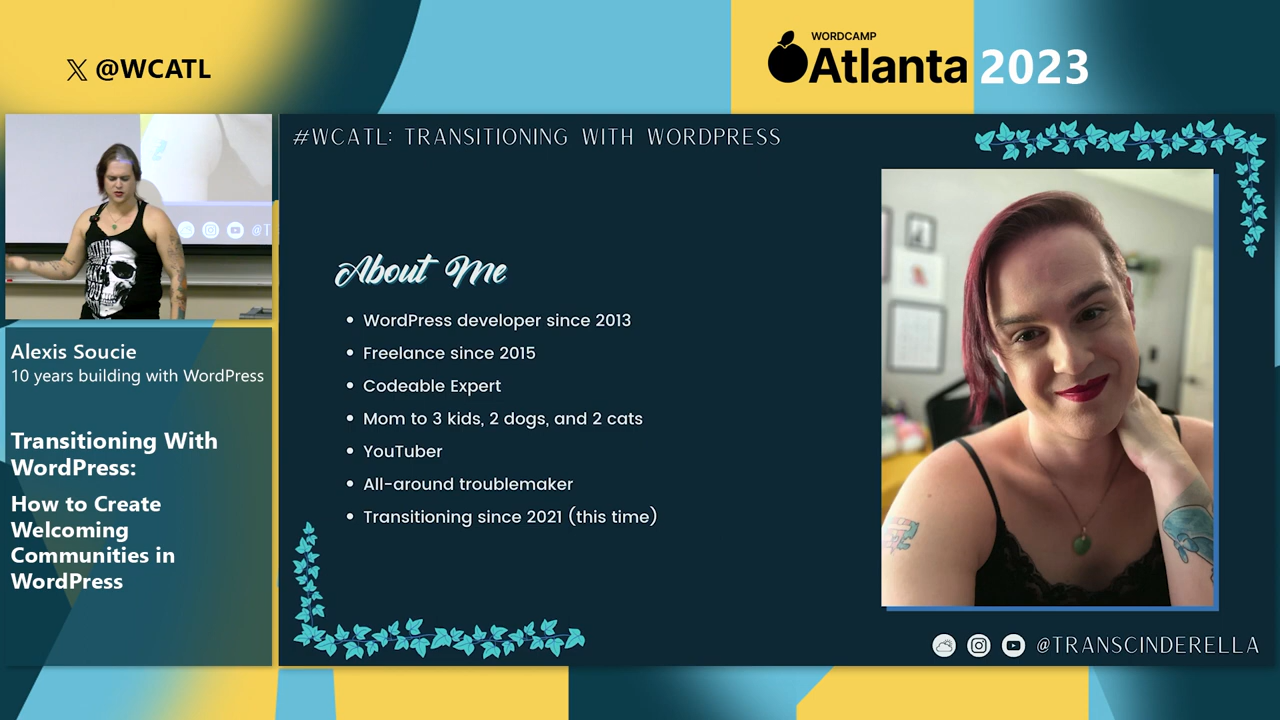 𝕏 @WCATL
WORDCAMP
Atlanta 2023
#WCATL: TRANSITIONING WITH WORDPRESS
About Me
• WordPress developer since 2013
• Freelance since 2015
• Codeable Expert
• Mom to 3 kids, 2 dogs, and 2 cats
• YouTuber
• All-around troublemaker
• Transitioning since 2021 (this time)
@TRANSCINDERELLA
Alexis Soucie
10 years building with WordPress
Transitioning With
WordPress:
How to Create
Welcoming
Communities in
WordPress